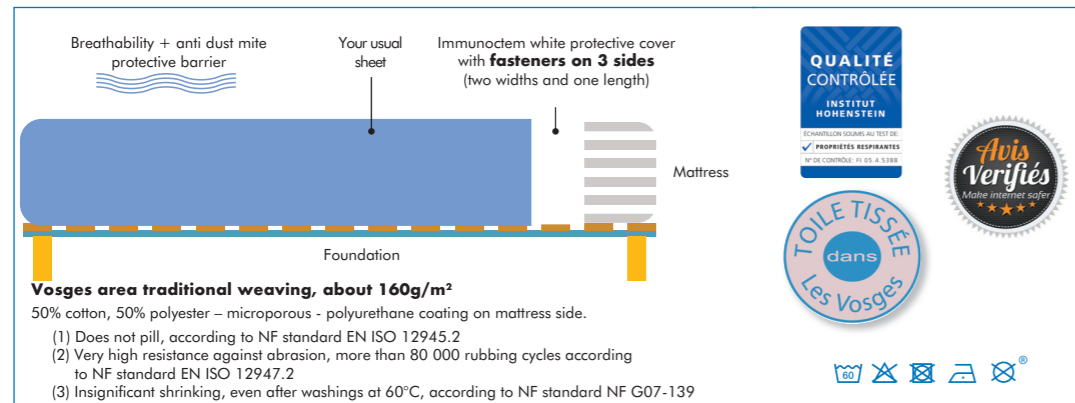 Breathability + anti dust mite
protective barrier
Your usual
sheet
Immunoctem white protective cover
with fasteners on 3 sides
(two widths and one length)
Mattress
Foundation
Vosges area traditional weaving, about 160g/m²
50% cotton, 50% polyester – microporous - polyurethane coating on mattress side.
(1) Does not pill, according to NF standard EN ISO 12945.2
(2) Very high resistance against abrasion, more than 80 000 rubbing cycles according
to NF standard EN ISO 12947.2
(3) Insignificant shrinking, even after washings at 60°C, according to NF standard NF G07-139
QUALITÉ
CONTRÔLÉE
INSTITUT
HOHENSTEIN
ÉCHANTILLON SOUMIS AU TEST DE:
PROPRIÉTÉS RESPIRANTES
N° DE CONTRÔLE: FI 05.4.5388
Avis
Vérifiés
Make internet safer
TOILE TISSÉE
dans
Les Vosges
60
®